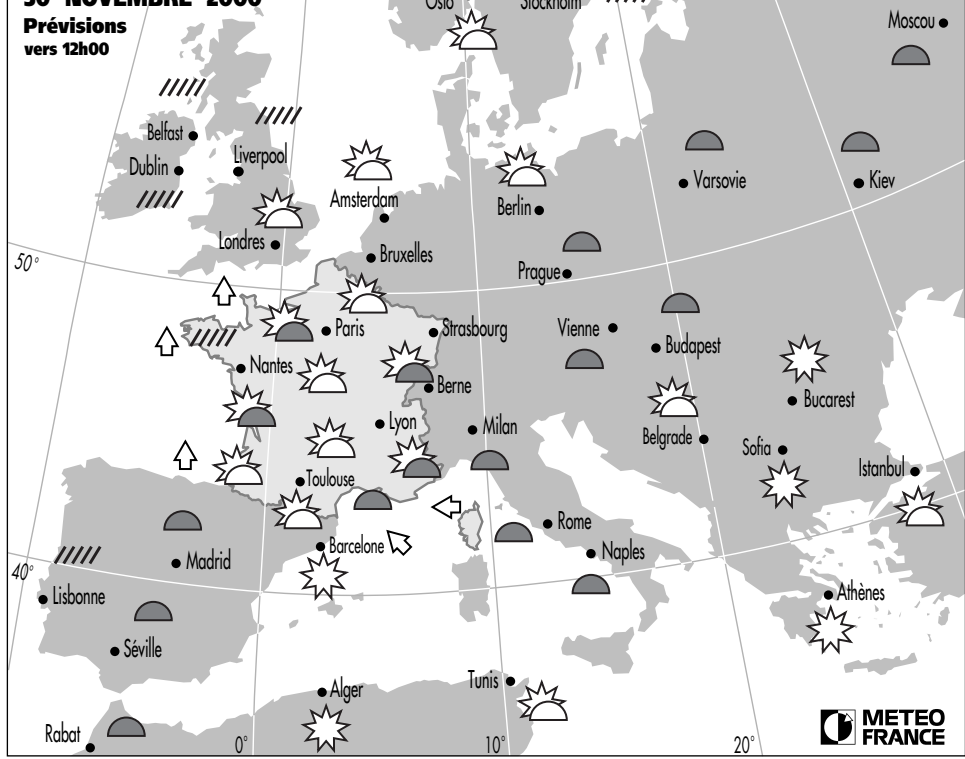 30 NOVEMBRE 2006
Prévisions
vers 12h00
Oslo
Stockholm
Moscou
Belfast
Dublin
Liverpool
Amsterdam
Berlin
Varsovie
Kiev
Londres
Bruxelles
Prague
50°
Paris
Strasbourg
Vienne
Budapest
Nantes
Berne
Bucarest
Lyon
Milan
Belgrade
Sofia
Istanbul
Toulouse
Rome
Barcelone
Naples
Madrid
40°
Lisbonne
Athènes
Séville
Alger
Tunis
Rabat
0°
10°
20°
METEO
FRANCE